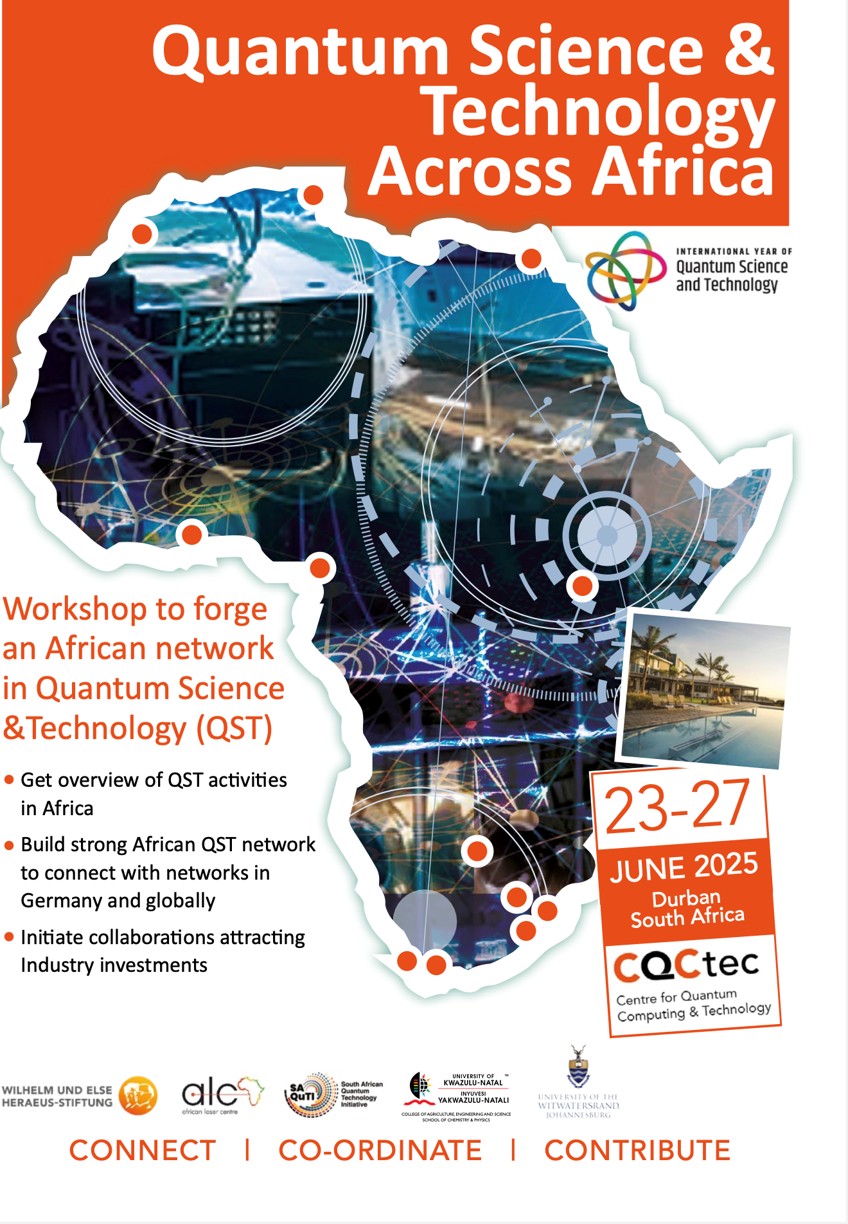 Quantum Science &
Technology
Across Africa
INTERNATIONAL YEAR OF
Quantum Science
and Technology
Workshop to forge
an African network
in Quantum Science
&Technology (QST)
• Get overview of QST activities
in Africa
• Build strong African QST network
to connect with networks in
Germany and globally
• Initiate collaborations attracting
Industry investments
23-27
JUNE 2025
Durban
South Africa
CQCtec
Centre for Quantum
Computing & Technology
WILHELM UND ELSE
HERAEUS-STIFTUNG
alc
african laser centre
SA
QuTI
South African
Quantum
Technology
Initiative
UNIVERSITY OF
KWAZULU-NATAL™
INYUVESI
YAKWAZULU-NATALI
COLLEGE OF AGRICULTURE, ENGINEERING AND SCIENCE
SCHOOL OF CHEMISTRY & PHYSICS
UNIVERSITY OF THE
WITWATERSRAND
JOHANNESBURG
CONNECT | CO-ORDINATE | CONTRIBUTE